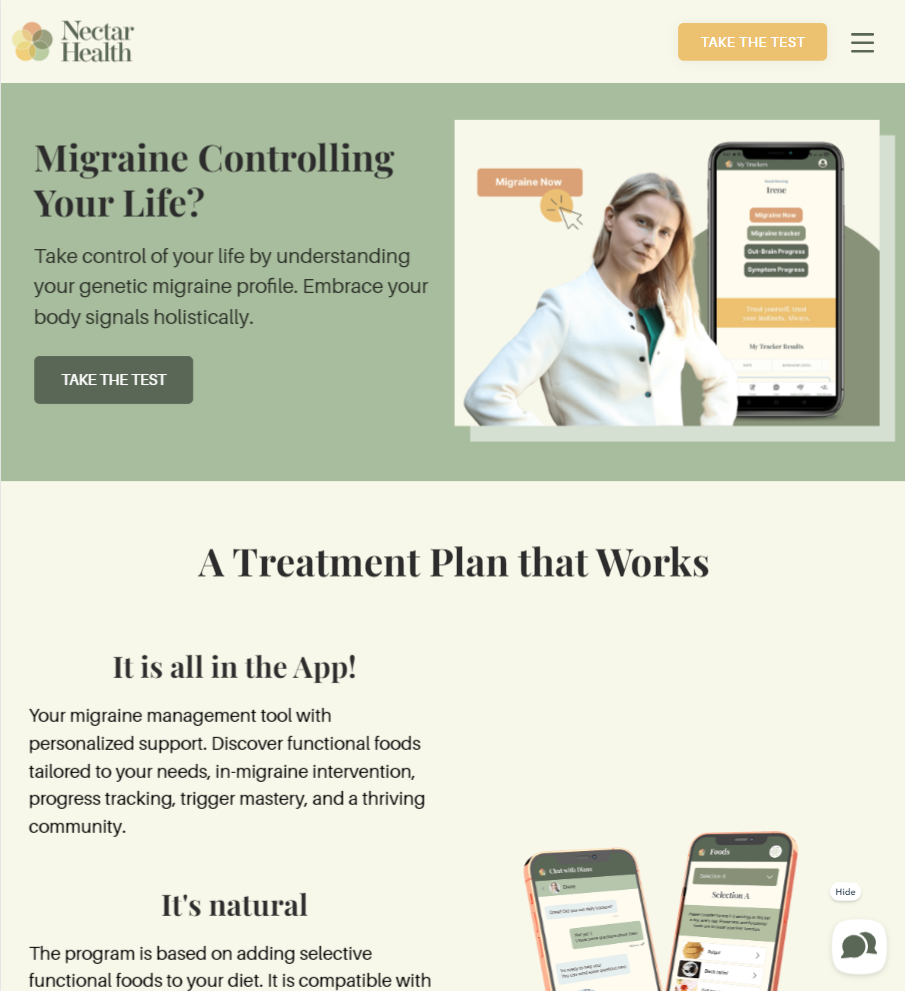 Nectar
Health
TAKE THE TEST
Migraine Controlling
Your Life?
Take control of your life by understanding
your genetic migraine profile. Embrace your
body signals holistically.
TAKE THE TEST
Migraine Now
My Trackers
Irene
Migraine Now
Migraine tracker
Gut-Brain Progress
Symptom Progress
Treat yourself, trust
your instincts. Always.
My Tracker Results
A Treatment Plan that Works
It is all in the App!
Your migraine management tool with
personalized support. Discover functional foods
tailored to your needs, in-migraine intervention,
progress tracking, trigger mastery, and a thriving
community.
It's natural
The program is based on adding selective
functional foods to your diet. It is compatible with
Chat with Diane
Diane
Foods
Selection A
Selection A
Hide